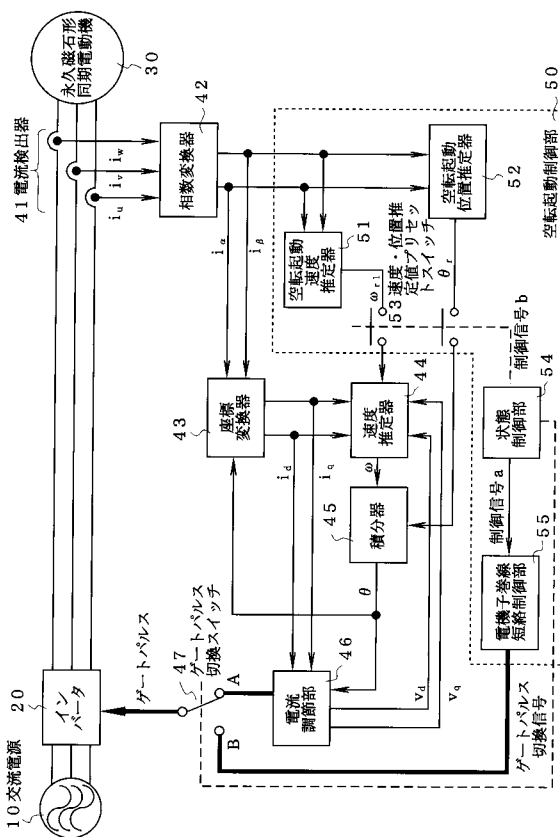 10交流電源
20
イン
バータ
ゲートパルス
47
ゲートパルス
切換スイッチ
A
B
41電流検出器
iu
iv
iw
永久磁石形
同期電動機
30
相数変換器
42
iα
iβ
座標
変換器
43
id
iq
空転起動
速度
推定器
51
ωr1
53速度・位置推
定値プリセッ
トスイッチ
空転起動
位置推定器
52
θr
速度
推定器
44
ω
積分器
45
θ
電流
調節部
46
vd
vq
制御信号b
状態
制御部
54
制御信号a
電機子巻線
短絡制御部
55
ゲートパルス
切換信号
空転起動制御部
50